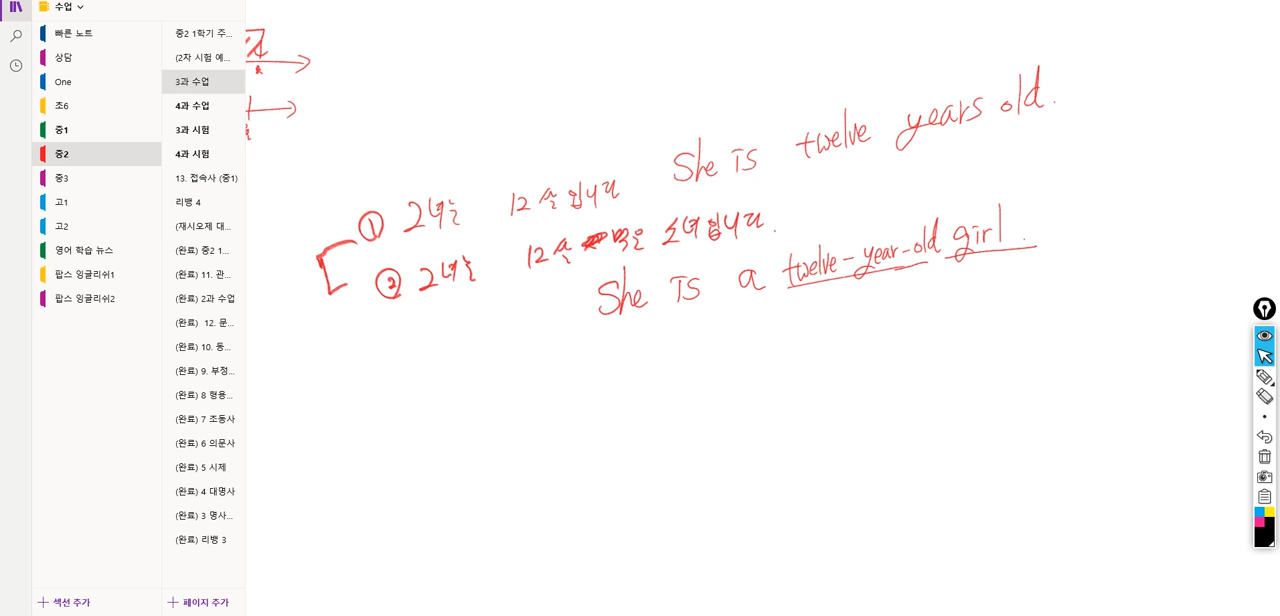 수업
빠른 노트
상담
One
초6
중1
중2
중3
고1
고2
영어 학습 뉴스
팝스 잉글리쉬1
팝스 잉글리쉬2
섹션 추가
중2 1학기 주...
(2차 시험 예...
3과 수업
4과 수업
3과 시험
4과 시험
13. 접속사 (중1)
리뱅 4
(재시오제 대...
(완료) 중2 1...
(완료) 11. 관...
(완료) 2과 수업
(완료) 12. 문...
(완료) 10. 동...
(완료) 9. 부정...
(완료) 8 형용...
(완료) 7 조동사
(완료) 6 의문사
(완료) 5 시제
(완료) 4 대명사
(완료) 3 명사...
(완료) 리뱅 3
페이지 추가
She is twelve years old.
① 그녀는 12살입니다
② 그녀는 12살 먹은 소녀입니다.
She is a twelve-year-old girl.